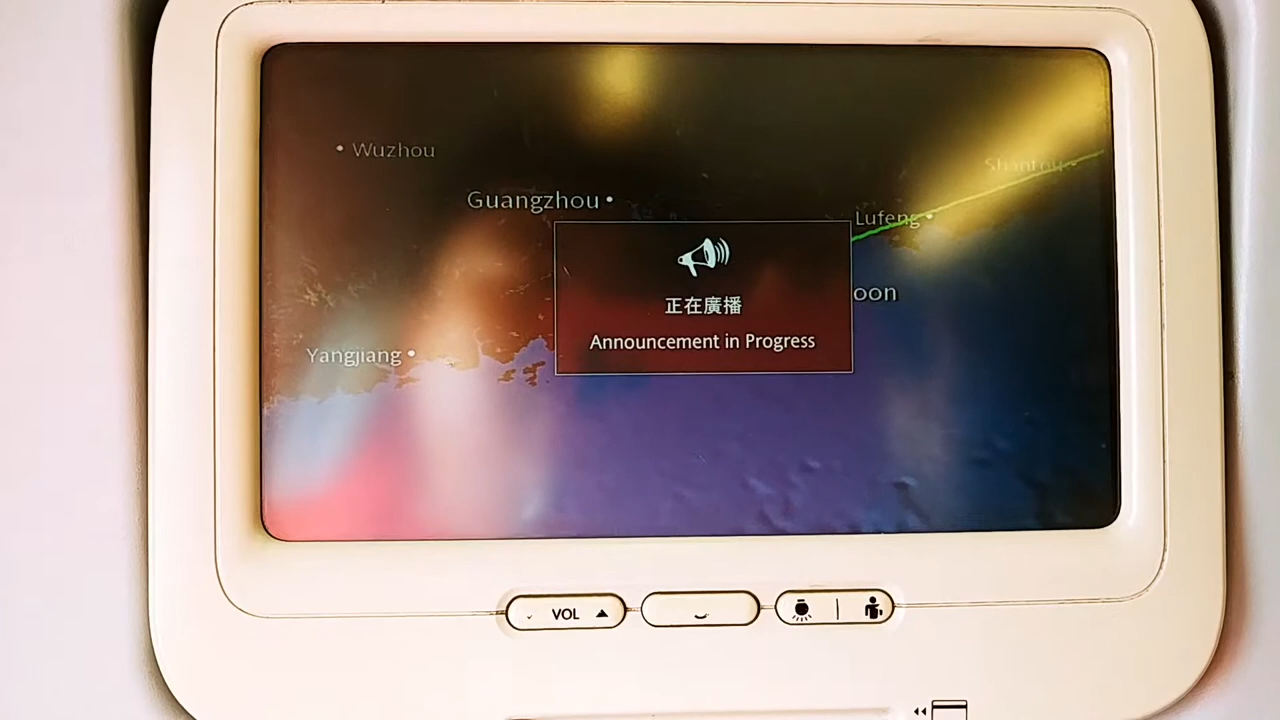 Wuzhou
Guangzhou
Shantou
Lufeng
oon
Yangjiang
正在廣播
Announcement in Progress
VOL